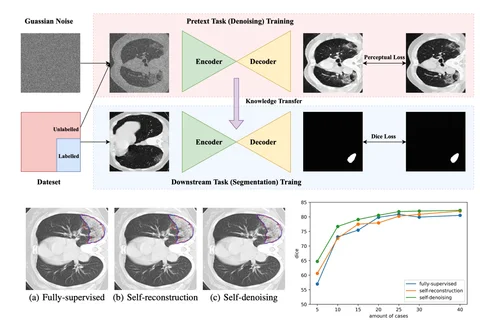 Guassian Noise
Pretext Task (Denoising) Training
Encoder
Decoder
Perceptual Loss
Knowledge Transfer
Unlabelled
Labelled
Dateset
Encoder
Decoder
Dice Loss
Downstream Task (Segmentation) Traing
(a) Fully-supervised
(b) Self-reconstruction
(c) Self-denoising
85
80
75
70
65
60
55
50
dice
fully-supervised
self-reconstruction
self-denoising
5 10 15 20 25 30 40
amount of cases